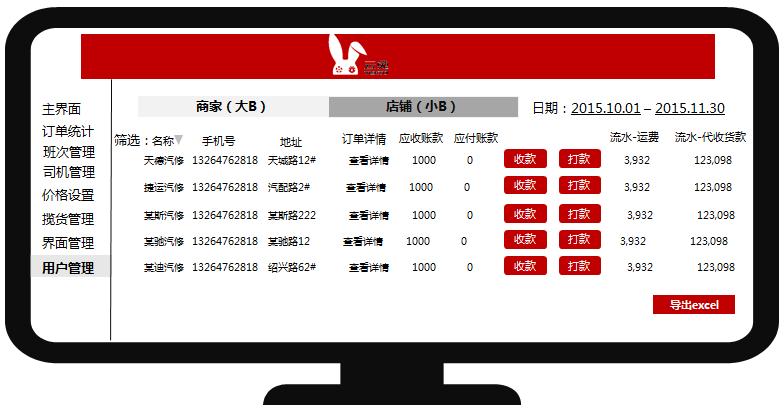 商家（大B）
店铺（小B）
日期：2015.10.01 – 2015.11.30
主界面
订单统计
班次管理
司机管理
价格设置
揽货管理
界面管理
用户管理
筛选：名称 手机号 地址 订单详情 应收账款 应付账款 流水-运费 流水-代收货款
天德汽修 13264762818 天城路12# 查看详情 1000 0 收款 打款 3,932 123,098
捷运汽修 13264762818 汽配路2# 查看详情 1000 0 收款 打款 3,932 123,098
某斯汽修 13264762818 某斯路222 查看详情 1000 0 收款 打款 3,932 123,098
某驰汽修 13264762818 某驰路12 查看详情 1000 0 收款 打款 3,932 123,098
某迪汽修 13264762818 绍兴路62# 查看详情 1000 0 收款 打款 3,932 123,098
导出excel